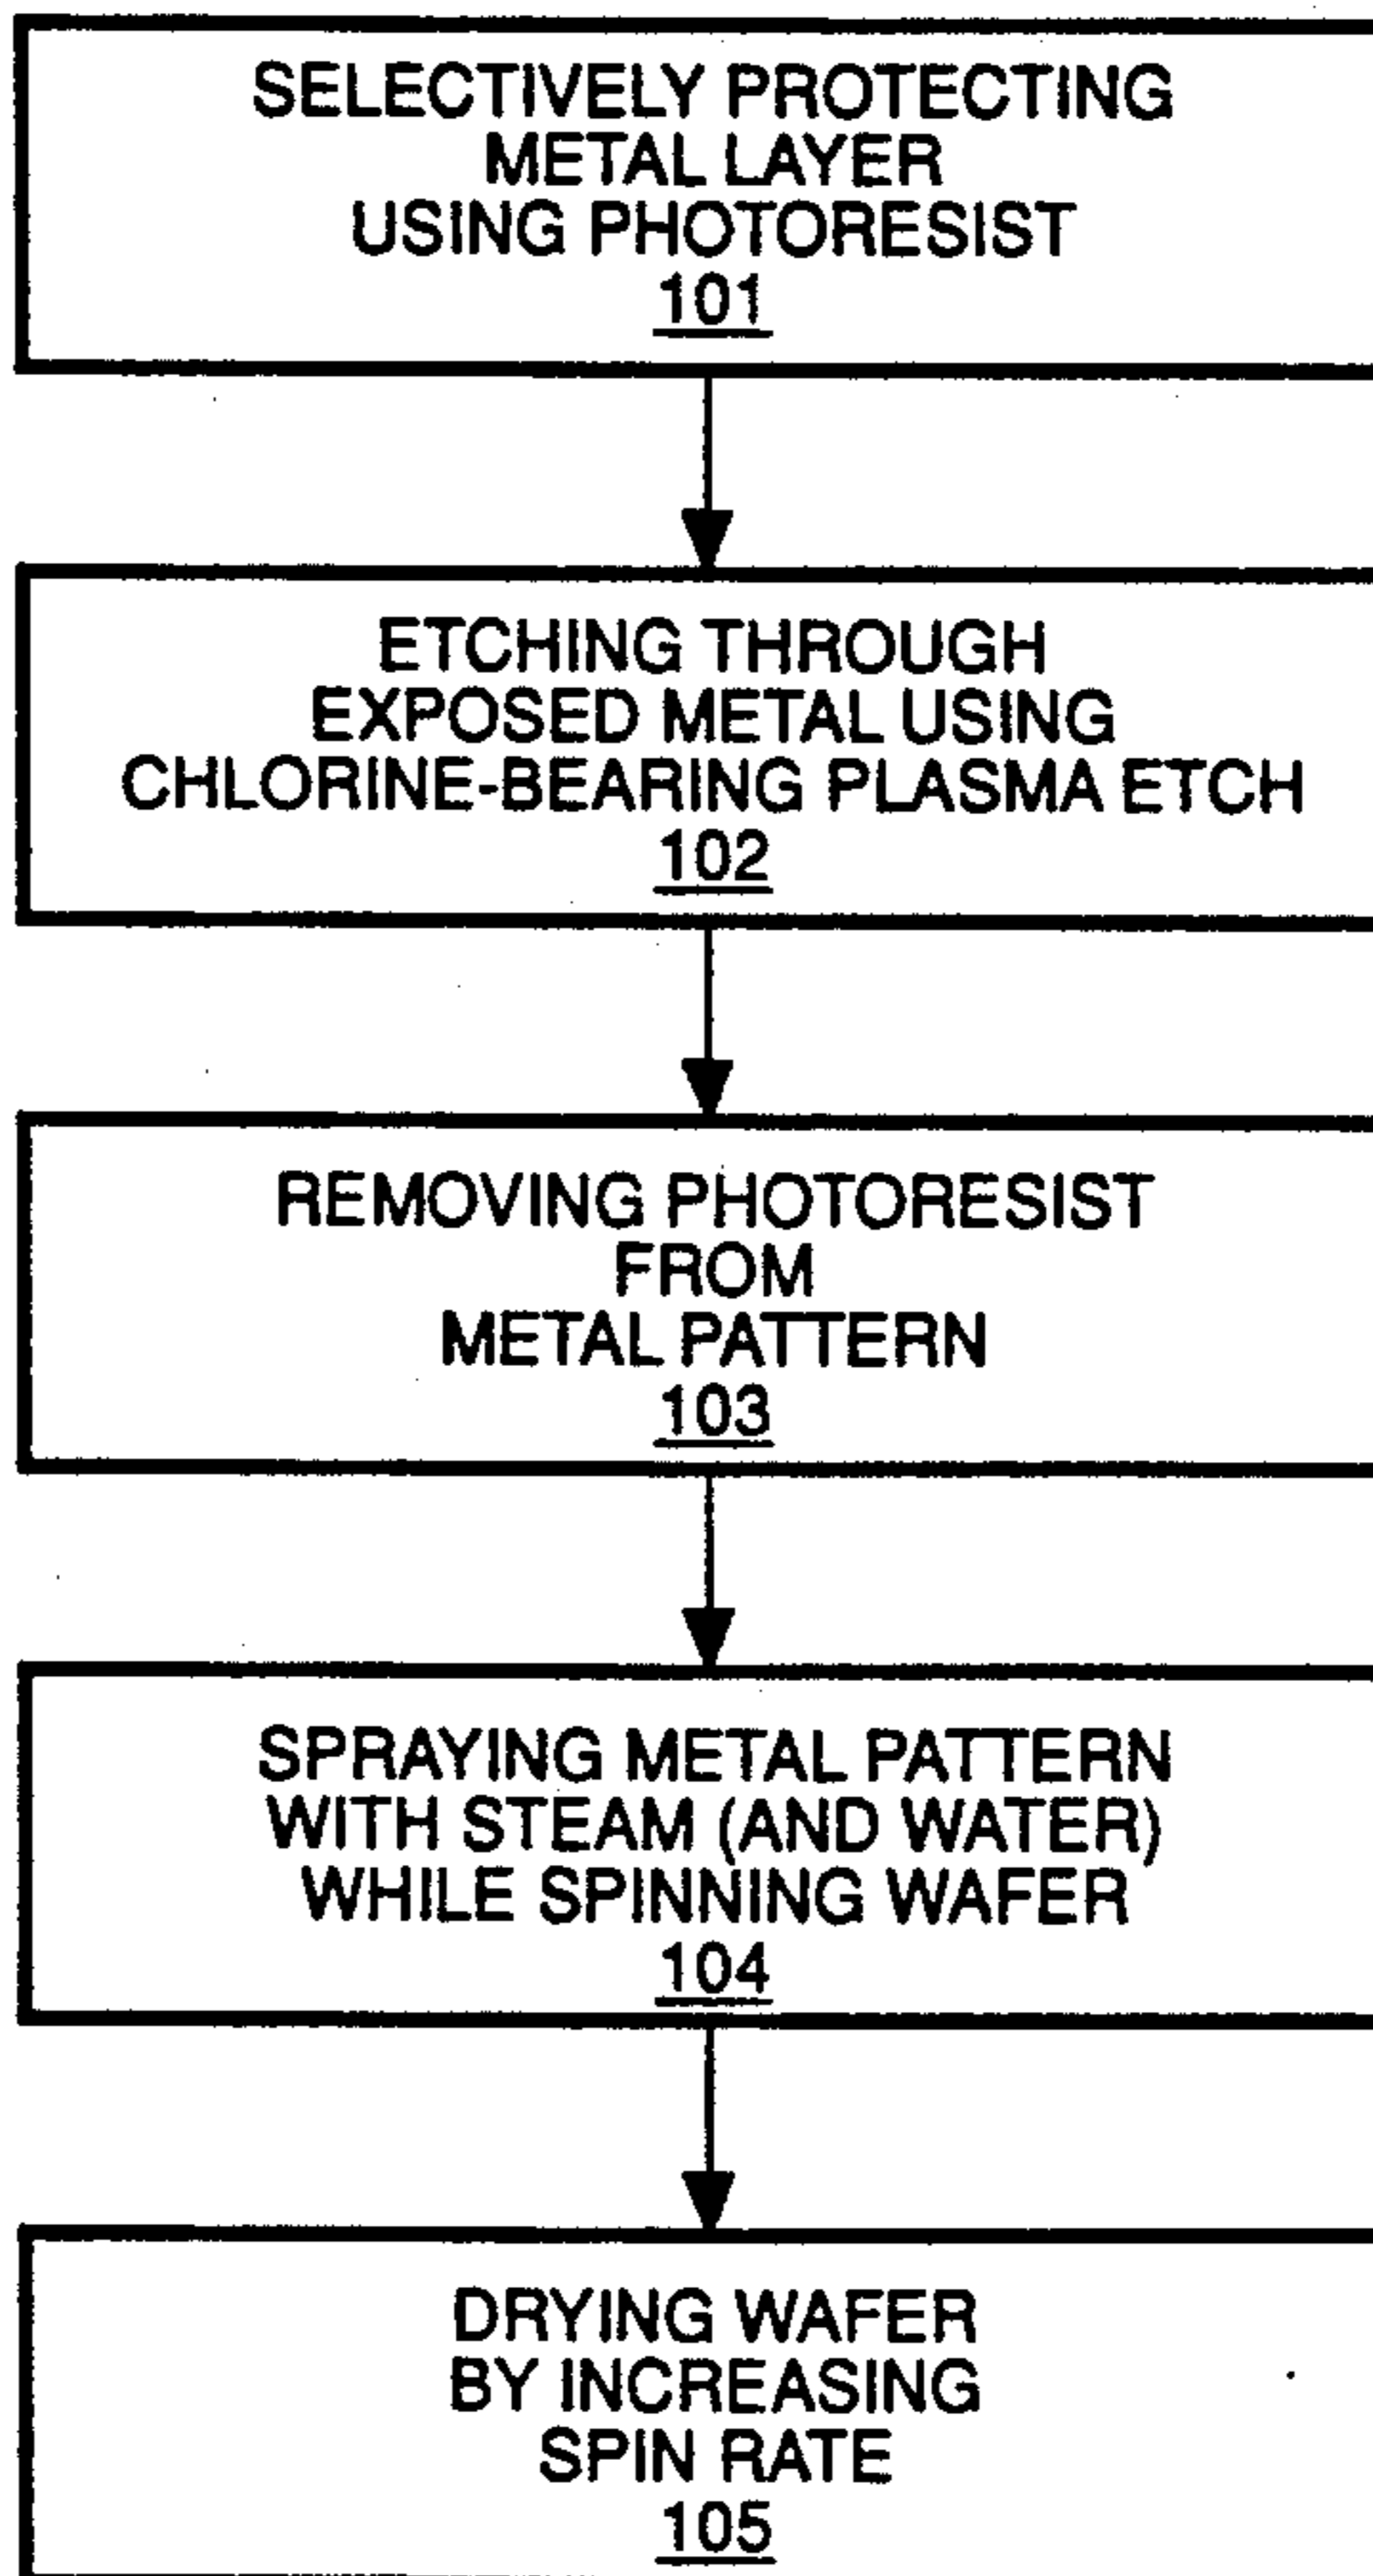 SELECTIVELY PROTECTING
METAL LAYER
USING PHOTORESIST
101
ETCHING THROUGH
EXPOSED METAL USING
CHLORINE-BEARING PLASMA ETCH
102
REMOVING PHOTORESIST
FROM
METAL PATTERN
103
SPRAYING METAL PATTERN
WITH STEAM (AND WATER)
WHILE SPINNING WAFER
104
DRYING WAFER
BY INCREASING
SPIN RATE
105